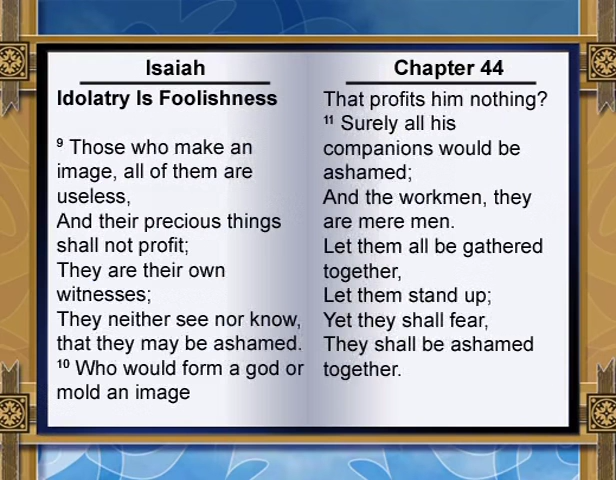 Isaiah
Idolatry Is Foolishness
⁹ Those who make an
image, all of them are
useless,
And their precious things
shall not profit;
They are their own
witnesses;
They neither see nor know,
that they may be ashamed.
¹⁰ Who would form a god or
mold an image
Chapter 44
That profits him nothing?
¹¹ Surely all his
companions would be
ashamed;
And the workmen, they
are mere men.
Let them all be gathered
together,
Let them stand up;
Yet they shall fear,
They shall be ashamed
together.